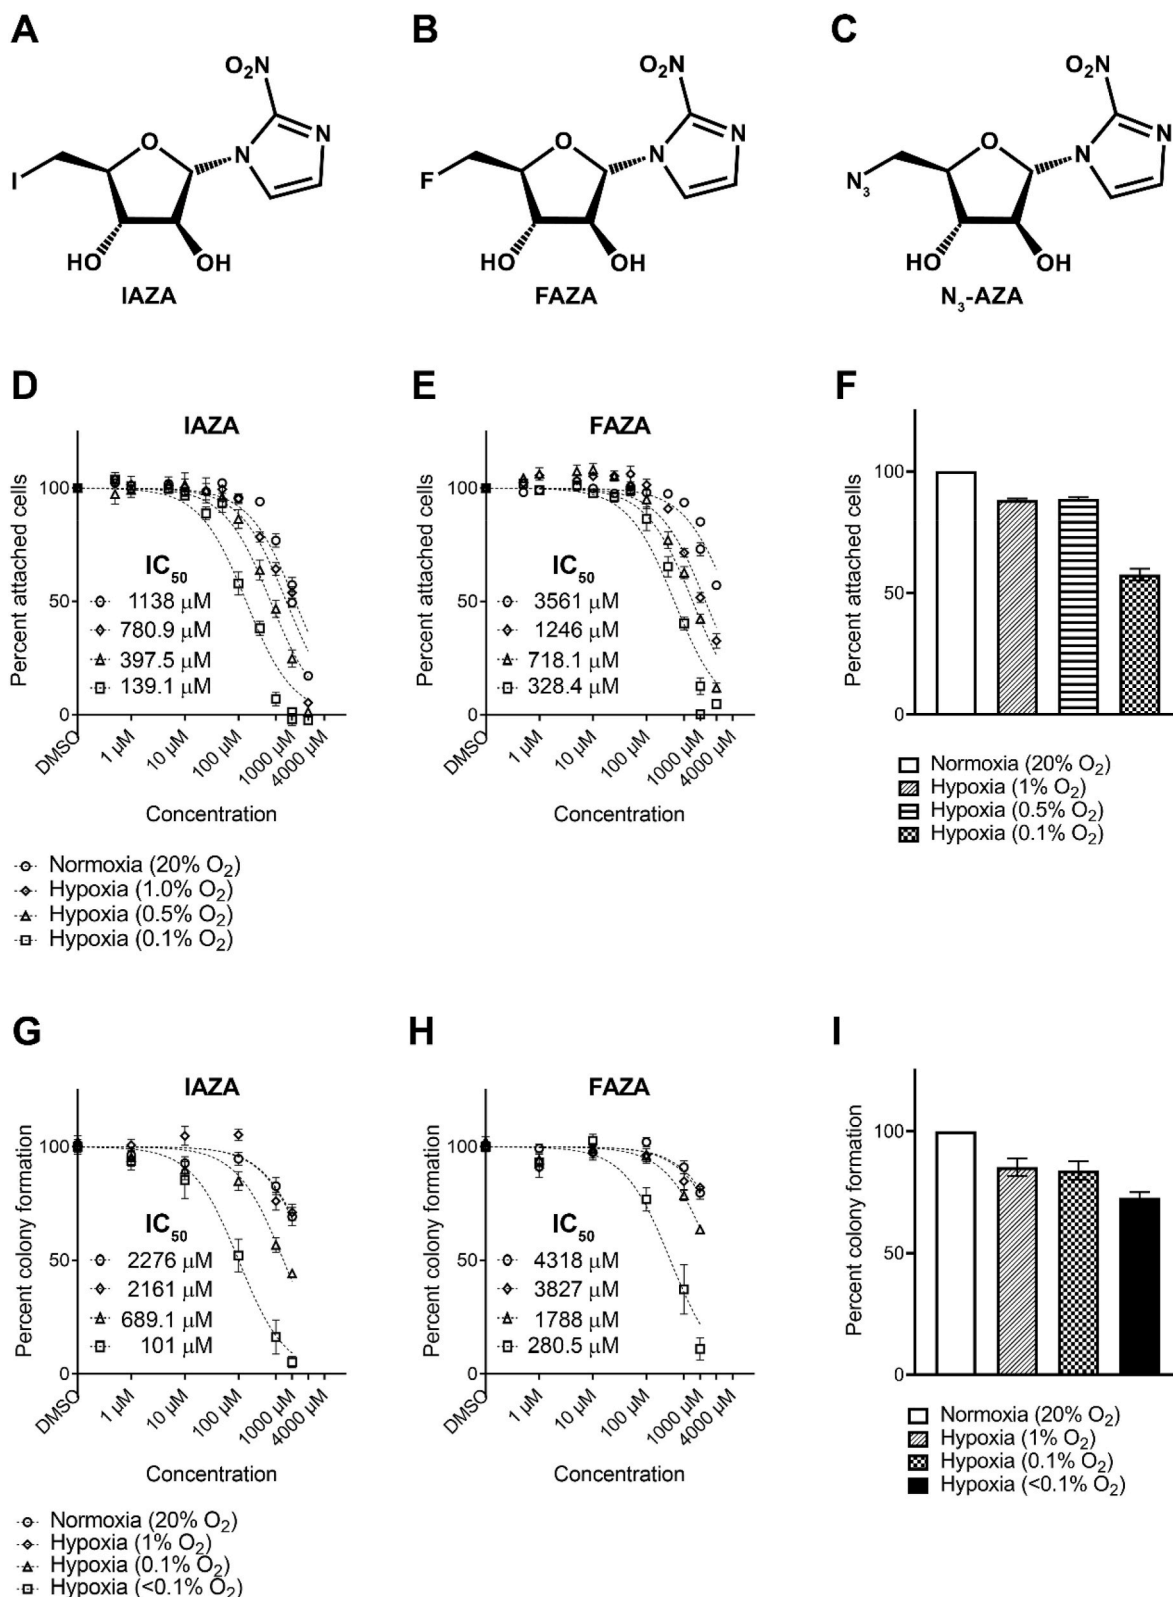 A
B
C
O₂N
N
N
O
I
HO
OH
IAZA
O₂N
N
N
O
F
HO
OH
FAZA
O₂N
N
N
O
N₃
HO
OH
N₃-AZA
D
IAZA
Percent attached cells
100
50
0
IC₅₀
1138 µM
780.9 µM
397.5 µM
139.1 µM
DMSO
1 µM
10 µM
100 µM
1000 µM
4000 µM
Concentration
Normoxia (20% O₂)
Hypoxia (1.0% O₂)
Hypoxia (0.5% O₂)
Hypoxia (0.1% O₂)
E
FAZA
Percent attached cells
100
50
0
IC₅₀
3561 µM
1246 µM
718.1 µM
328.4 µM
DMSO
1 µM
10 µM
100 µM
1000 µM
4000 µM
Concentration
F
Percent attached cells
100
50
0
Normoxia (20% O₂)
Hypoxia (1% O₂)
Hypoxia (0.5% O₂)
Hypoxia (0.1% O₂)
G
IAZA
Percent colony formation
100
50
0
IC₅₀
2276 µM
2161 µM
689.1 µM
101 µM
DMSO
1 µM
10 µM
100 µM
1000 µM
4000 µM
Concentration
Normoxia (20% O₂)
Hypoxia (1% O₂)
Hypoxia (0.1% O₂)
Hypoxia (<0.1% O₂)
H
FAZA
Percent colony formation
100
50
0
IC₅₀
4318 µM
3827 µM
1788 µM
280.5 µM
DMSO
1 µM
10 µM
100 µM
1000 µM
4000 µM
Concentration
I
Percent colony formation
100
50
0
Normoxia (20% O₂)
Hypoxia (1% O₂)
Hypoxia (0.1% O₂)
Hypoxia (<0.1% O₂)